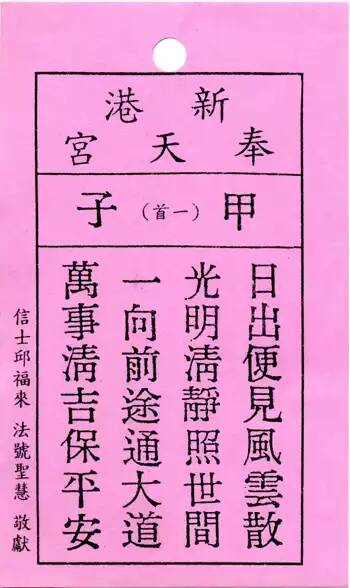 新港
奉天宮
甲子
(一首)
日出便見風雲散
光明清靜照世間
一向前途通大道
萬事清吉保平安
信士邱福來 法號聖慧 敬獻